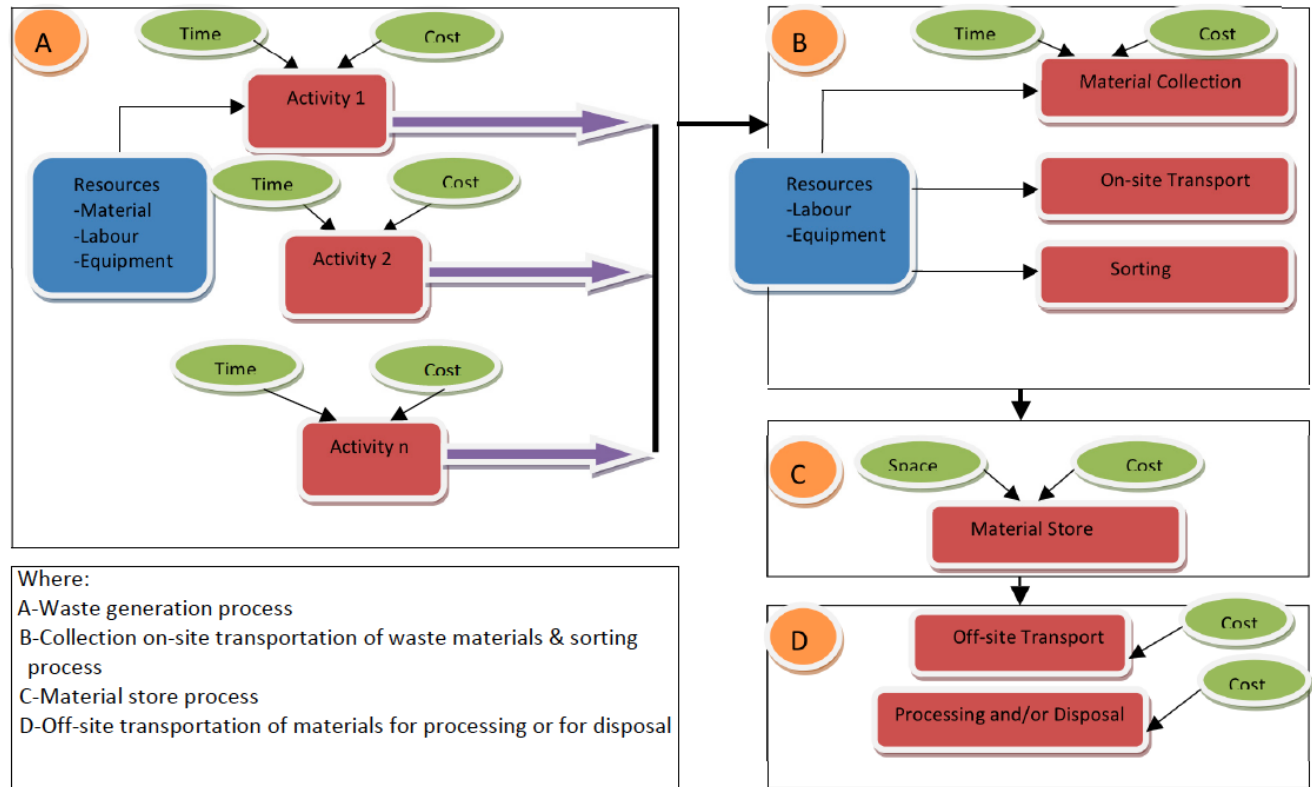 A
Time
Cost
Activity 1
Resources
-Material
-Labour
-Equipment
Time
Cost
Activity 2
Time
Cost
Activity n
B
Time
Cost
Material Collection
Resources
-Labour
-Equipment
On-site Transport
Sorting
C
Space
Cost
Material Store
D
Off-site Transport
Cost
Cost
Processing and/or Disposal
Where:
A-Waste generation process
B-Collection on-site transportation of waste materials & sorting
process
C-Material store process
D-Off-site transportation of materials for processing or for disposal